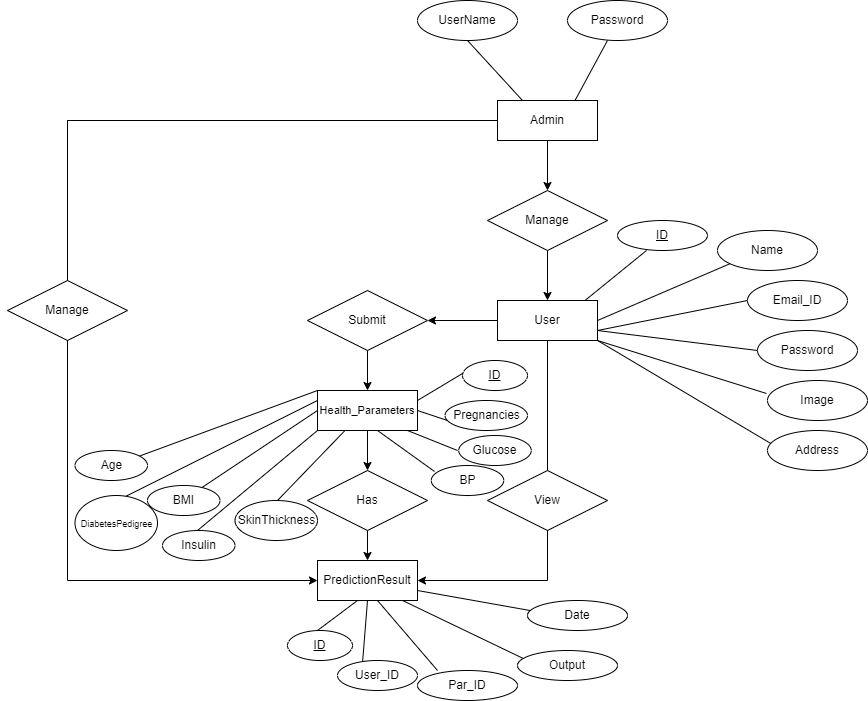 UserName
Password
Admin
Manage
ID
Name
Email_ID
Manage
Submit
User
Password
ID
Image
Health_Parameters
Pregnancies
Glucose
Address
Age
BP
BMI
Has
View
DiabetesPedigree
SkinThickness
Insulin
PredictionResult
Date
ID
Output
User_ID
Par_ID